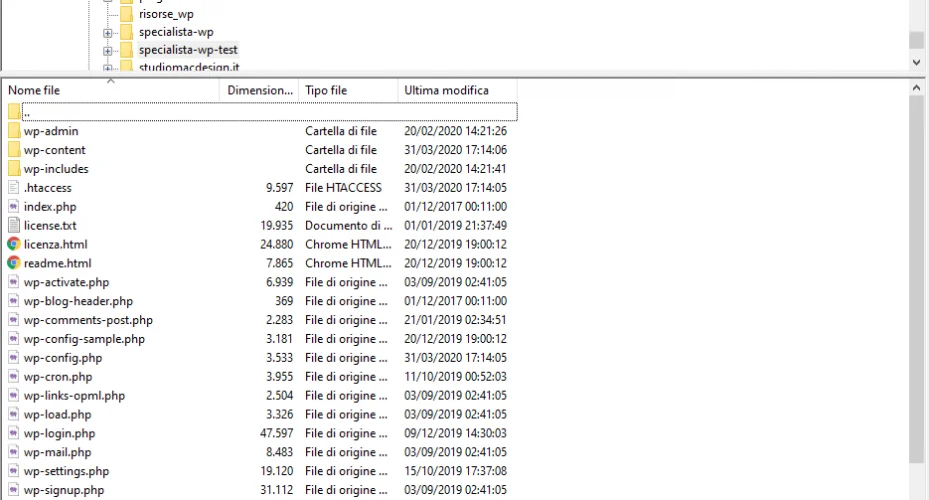 risorse_wp
specialista-wp
specialista-wp-test
studiomacdesign.it
Nome file Dimension... Tipo file Ultima modifica
..
wp-admin Cartella di file 20/02/2020 14:21:26
wp-content Cartella di file 31/03/2020 17:14:06
wp-includes Cartella di file 20/02/2020 14:21:41
.htaccess 9.597 File HTACCESS 31/03/2020 17:14:05
index.php 420 File di origine ... 01/12/2017 00:11:00
license.txt 19.935 Documento di ... 01/01/2019 21:37:49
licenza.html 24.880 Chrome HTML... 20/12/2019 19:00:12
readme.html 7.865 Chrome HTML... 20/12/2019 19:00:12
wp-activate.php 6.939 File di origine ... 03/09/2019 02:41:05
wp-blog-header.php 369 File di origine ... 01/12/2017 00:11:00
wp-comments-post.php 2.283 File di origine ... 21/01/2019 02:34:51
wp-config-sample.php 3.181 File di origine ... 20/12/2019 19:00:12
wp-config.php 3.533 File di origine ... 31/03/2020 17:14:05
wp-cron.php 3.955 File di origine ... 11/10/2019 00:52:03
wp-links-opml.php 2.504 File di origine ... 03/09/2019 02:41:05
wp-load.php 3.326 File di origine ... 03/09/2019 02:41:05
wp-login.php 47.597 File di origine ... 09/12/2019 14:30:03
wp-mail.php 8.483 File di origine ... 03/09/2019 02:41:05
wp-settings.php 19.120 File di origine ... 15/10/2019 17:37:08
wp-signup.php 31.112 File di origine ... 03/09/2019 02:41:05